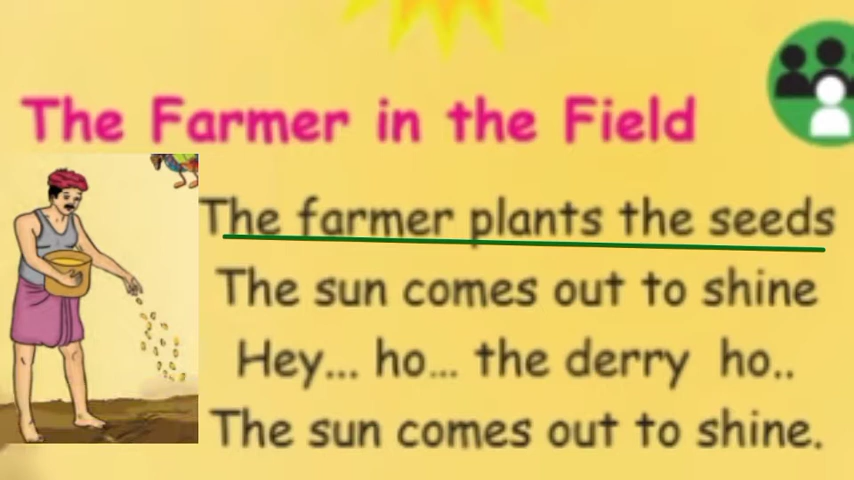 The Farmer in the Field
The farmer plants the seeds
The sun comes out to shine
Hey... ho... the derry ho..
The sun comes out to shine.